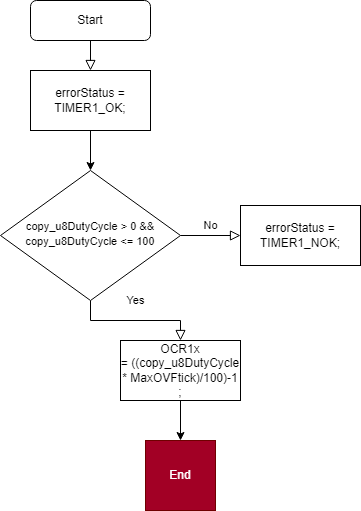 Start
errorStatus =
TIMER1_OK;
copy_u8DutyCycle > 0 &&
copy_u8DutyCycle <= 100
No
errorStatus =
TIMER1_NOK;
Yes
OCR1x
= ((copy_u8DutyCycle
* MaxOVFtick)/100)-1
;
End